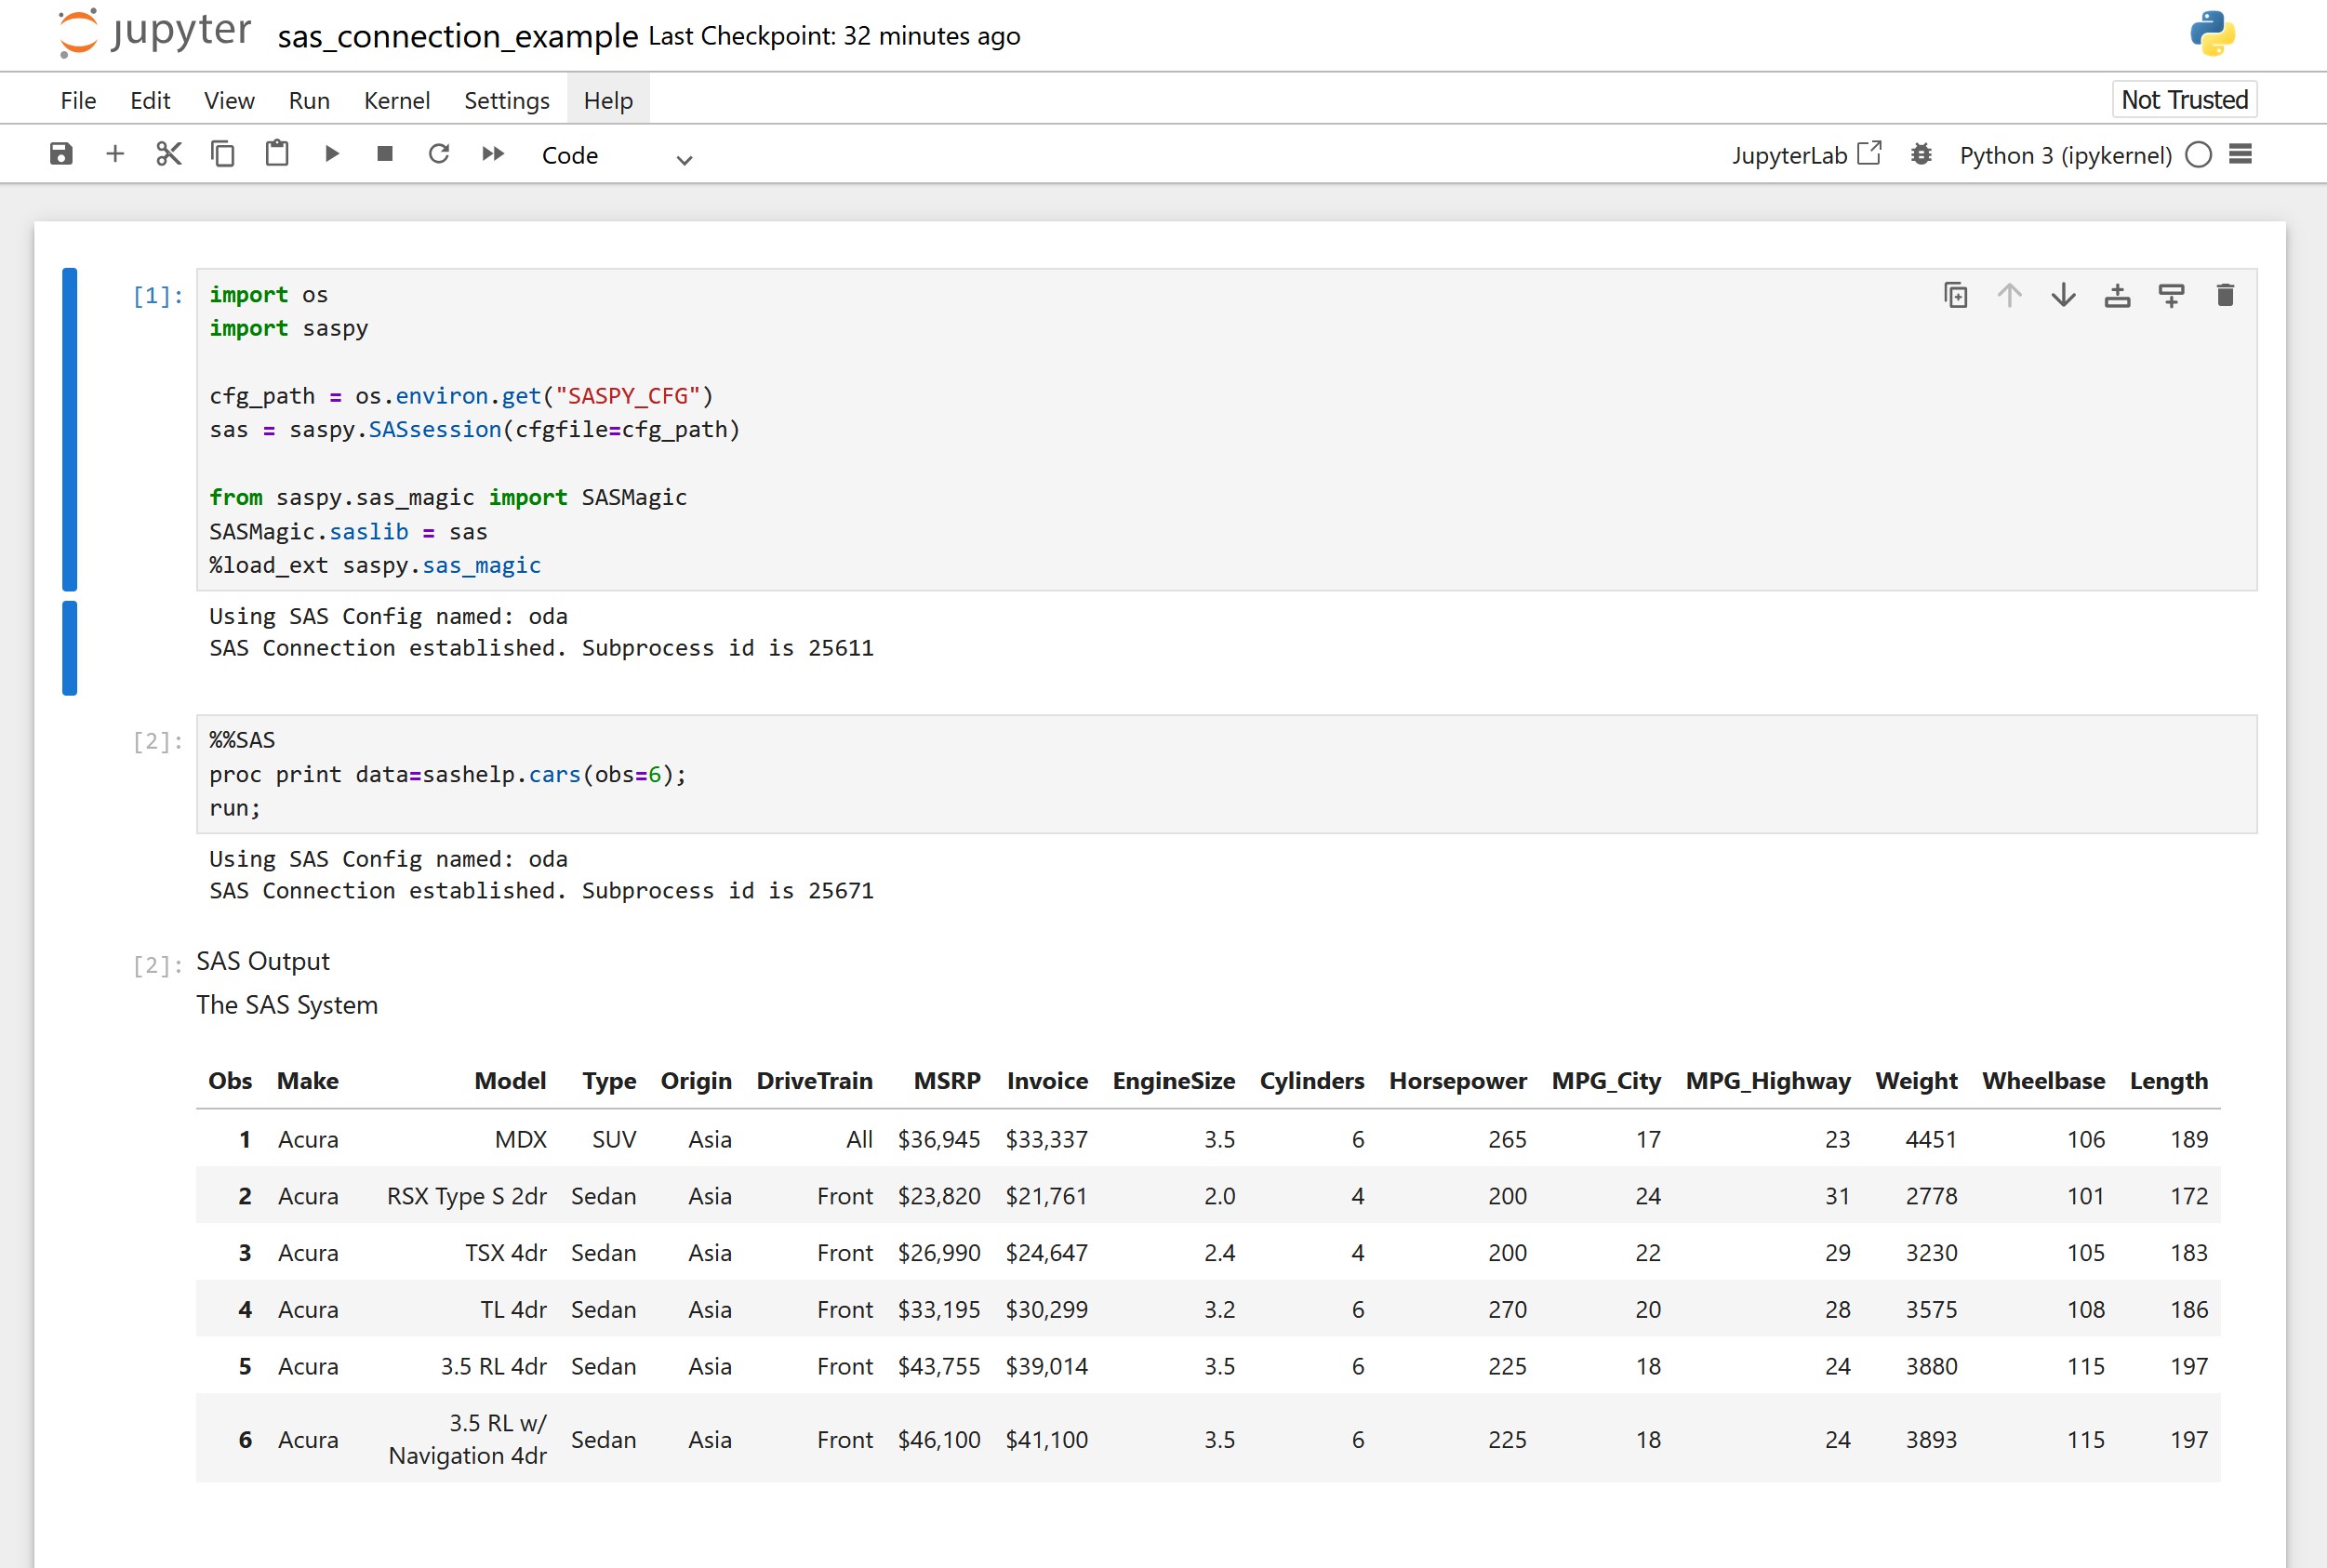 jupyter sas_connection_example Last Checkpoint: 32 minutes ago
File Edit View Run Kernel Settings Help Not Trusted
Code JupyterLab Python 3 (ipykernel)
[1]: import os
import saspy
cfg_path = os.environ.get("SASPY_CFG")
sas = saspy.SASsession(cfgfile=cfg_path)
from saspy.sas_magic import SASMagic
SASMagic.saslib = sas
%load_ext saspy.sas_magic
Using SAS Config named: oda
SAS Connection established. Subprocess id is 25611
[2]: %%SAS
proc print data=sashelp.cars(obs=6);
run;
Using SAS Config named: oda
SAS Connection established. Subprocess id is 25671
[2]: SAS Output
The SAS System
Obs Make Model Type Origin DriveTrain MSRP Invoice EngineSize Cylinders Horsepower MPG_City MPG_Highway Weight Wheelbase Length
1 Acura MDX SUV Asia All $36,945 $33,337 3.5 6 265 17 23 4451 106 189
2 Acura RSX Type S 2dr Sedan Asia Front $23,820 $21,761 2.0 4 200 24 31 2778 101 172
3 Acura TSX 4dr Sedan Asia Front $26,990 $24,647 2.4 4 200 22 29 3230 105 183
4 Acura TL 4dr Sedan Asia Front $33,195 $30,299 3.2 6 270 20 28 3575 108 186
5 Acura 3.5 RL 4dr Sedan Asia Front $43,755 $39,014 3.5 6 225 18 24 3880 115 197
6 Acura 3.5 RL w/ Navigation 4dr Sedan Asia Front $46,100 $41,100 3.5 6 225 18 24 3893 115 197